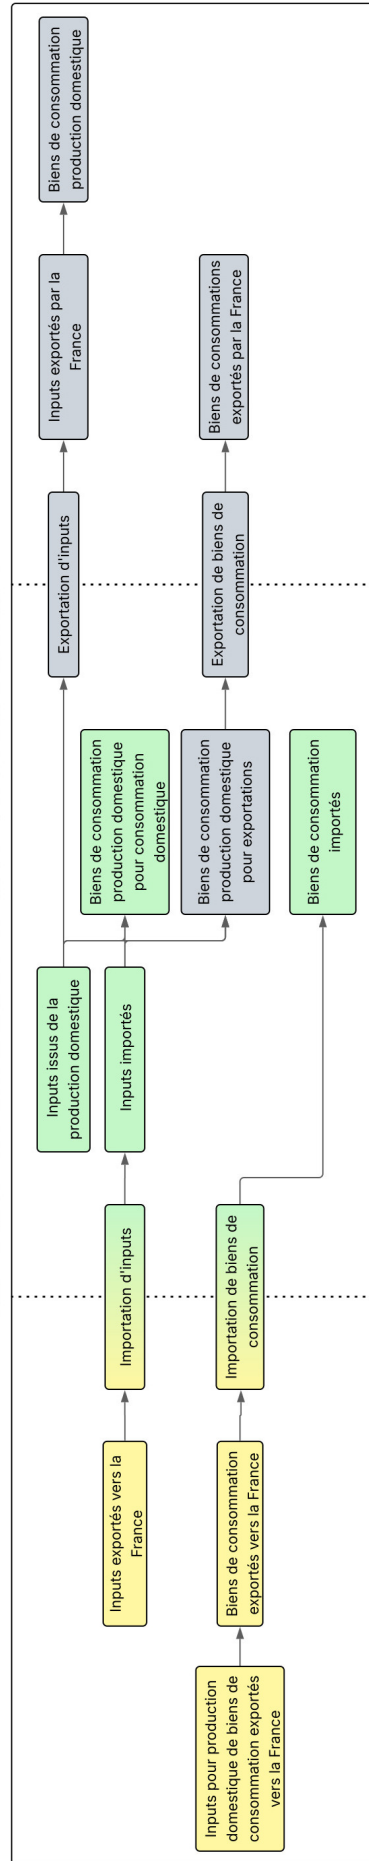 Inputs pour production
domestique de biens de
consommation exportés
vers la France
Inputs exportés vers la
France
Biens de consommation
exportés vers la France
Importation d'inputs
Importation de biens de
consommation
Inputs issus de la
production domestique
Inputs importés
Biens de consommation
production domestique
pour consommation
domestique
Biens de consommation
production domestique
pour exportations
Biens de consommation
importés
Exportation d'inputs
Exportation de biens de
consommation
Inputs exportés par la
France
Biens de consommations
exportés par la France
Biens de consommation
production domestique